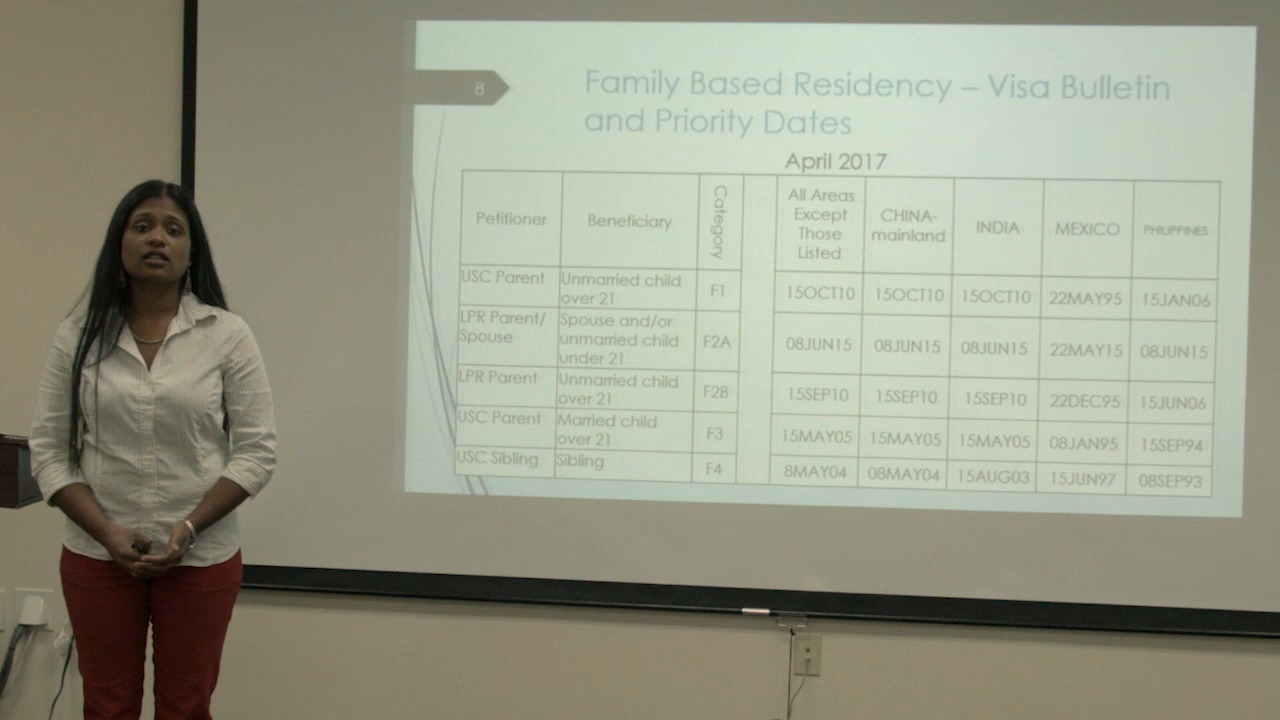 8
Family Based Residency – Visa Bulletin
and Priority Dates
April 2017
Petitioner Beneficiary Category All Areas Except Those Listed CHINA-mainland INDIA MEXICO PHILIPPINES
USC Parent Unmarried child over 21 F1 15OCT10 15OCT10 15OCT10 22MAY95 15JAN06
LPR Parent/ Spouse Spouse and/or unmarried child under 21 F2A 08JUN15 08JUN15 08JUN15 22MAY15 08JUN15
LPR Parent Unmarried child over 21 F2B 15SEP10 15SEP10 15SEP10 22DEC95 15JUN06
USC Parent Married child over 21 F3 15MAY05 15MAY05 15MAY05 08JAN95 15SEP94
USC Sibling Sibling F4 8MAY04 08MAY04 15AUG03 15JUN97 08SEP93